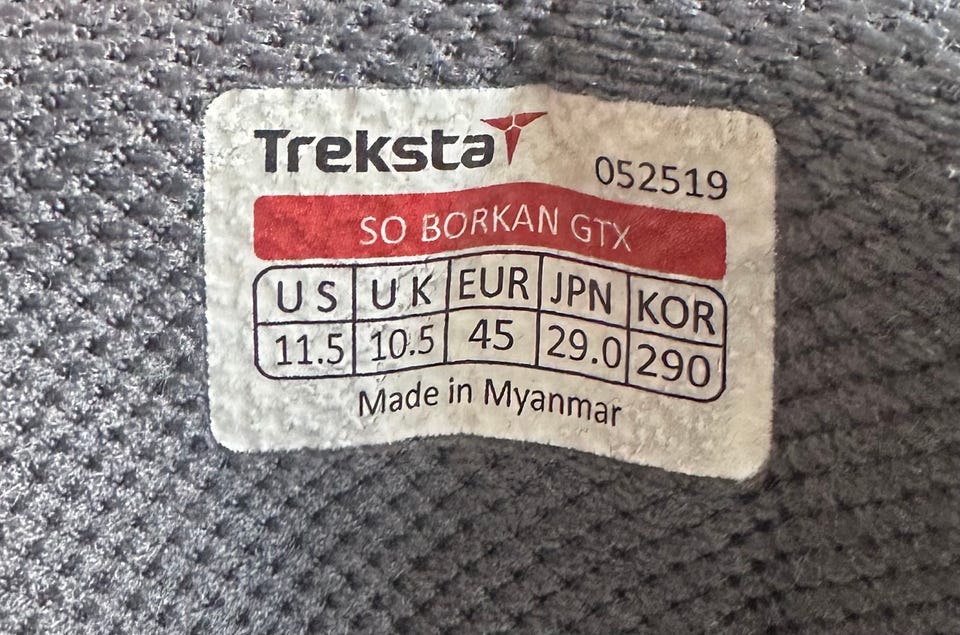 Treksta
052519
SO BORKAN GTX
US UK EUR JPN KOR
11.5 10.5 45 29.0 290
Made in Myanmar